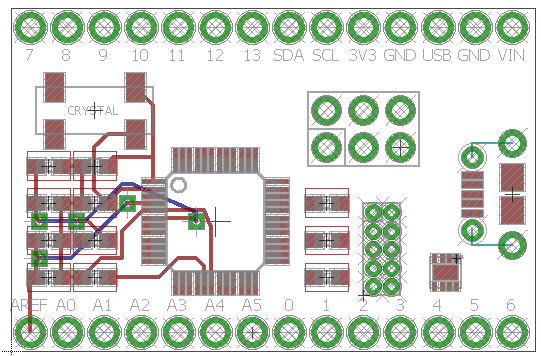 7 8 9 10 11 12 13 SDA SCL 3V3 GND USB GND VIN
CRYSTAL
AREF A0 A1 A2 A3 A4 A5 0 1 2 3 4 5 6